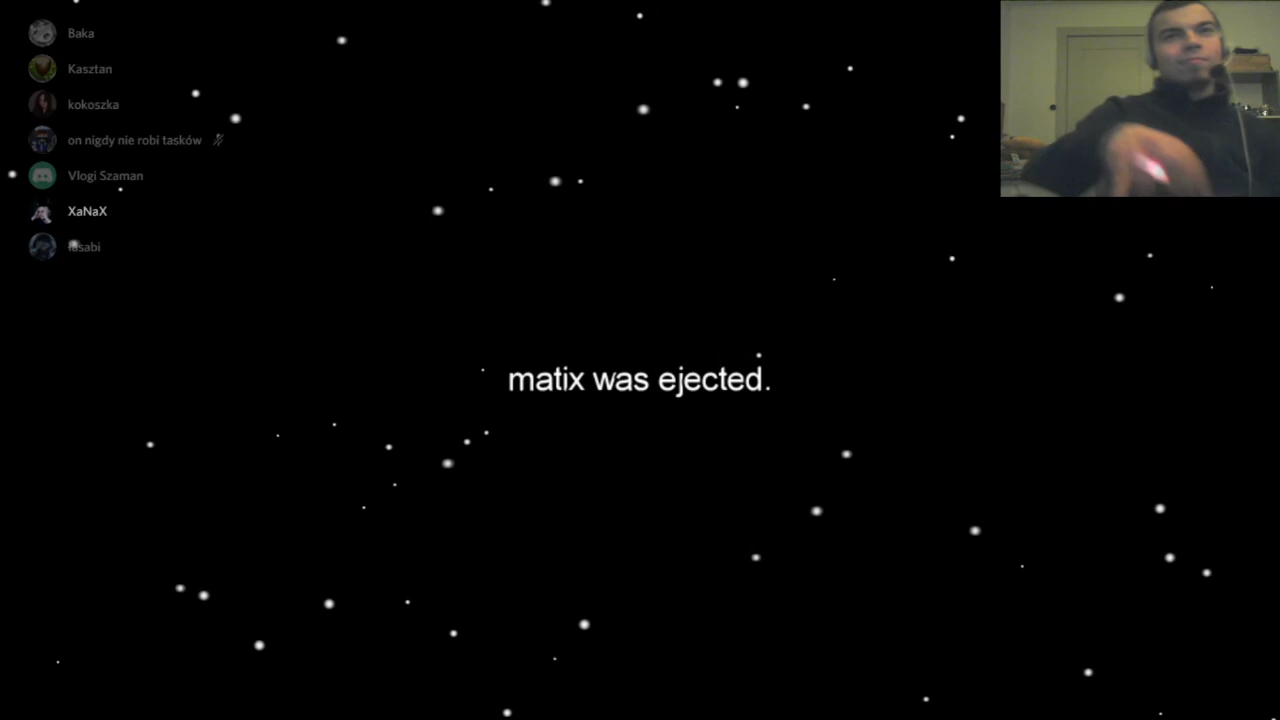 Baka
Kasztan
kokoszka
on nigdy nie robi tasków
Vlogi Szaman
XaNaX
matix was ejected.